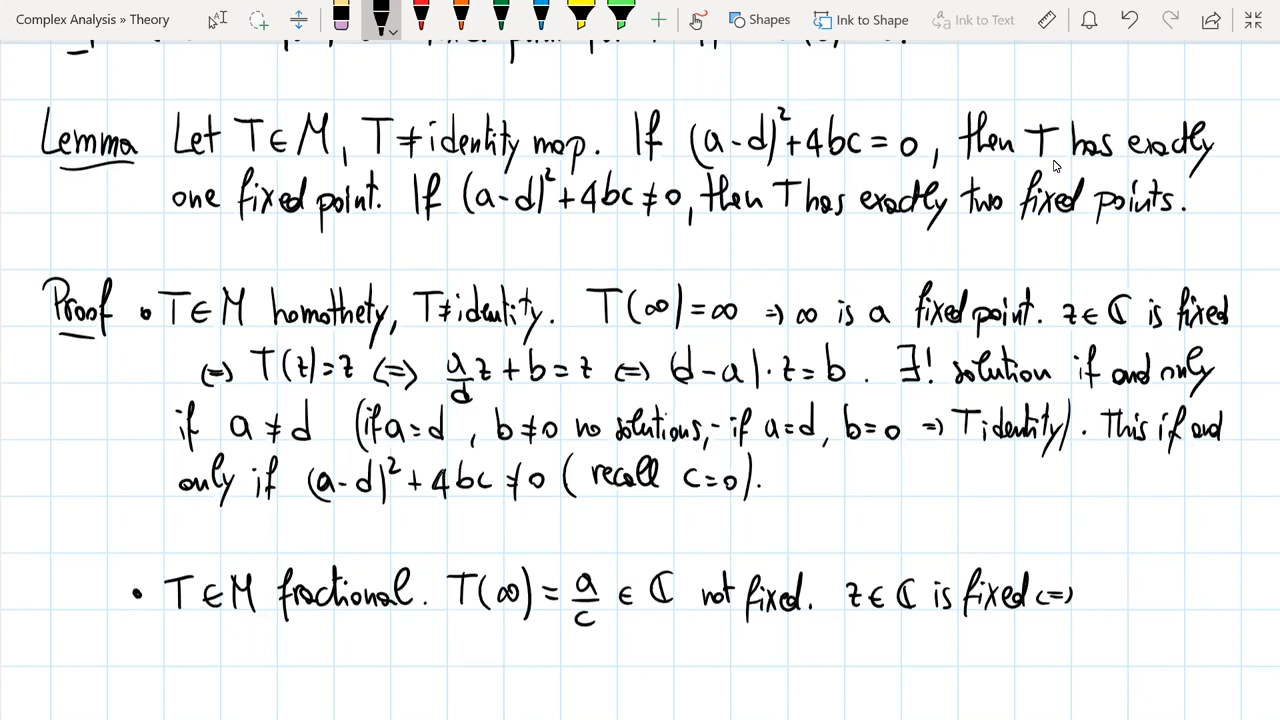 Complex Analysis » Theory
Shapes
Ink to Shape
Ink to Text
Share
Lemma Let T∈M, T≠identity map. If (a-d)²+4bc=0, then T has exactly
one fixed point. If (a-d)²+4bc≠0, then T has exactly two fixed points.
Proof • T∈M homothety, T≠identity. T(∞)=∞ ⇒ ∞ is a fixed point. z∈ℂ is fixed
⇔ T(z)=z ⇔ a/d z+b=z ⇔ (d-a)·z=b. ∃! solution if and only
if a≠d (if a=d, b≠0 no solutions, - if a=d, b=0 ⇒ T identity). This if and
only if (a-d)²+4bc≠0 (recall c=0).
• T∈M fractional. T(∞)=a/c ∈ ℂ not fixed. z∈ℂ is fixed ⇔